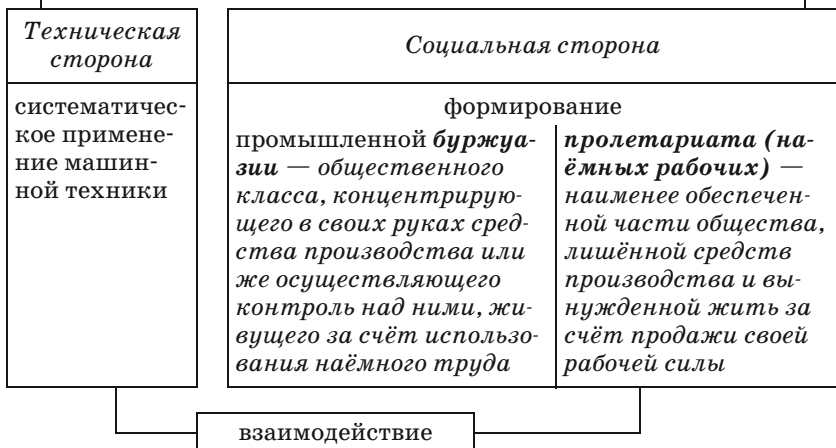 Техническая
сторона
Социальная сторона
систематичес-
кое примене-
ние машин-
ной техники
формирование
промышленной буржуа-
зии — общественного
класса, концентрирую-
щего в своих руках сред-
ства производства или
же осуществляющего
контроль над ними, жи-
вущего за счёт использо-
вания наёмного труда
пролетариата (на-
ёмных рабочих) —
наименее обеспечен-
ной части общества,
лишённой средств
производства и вы-
нужденной жить за
счёт продажи своей
рабочей силы
взаимодействие